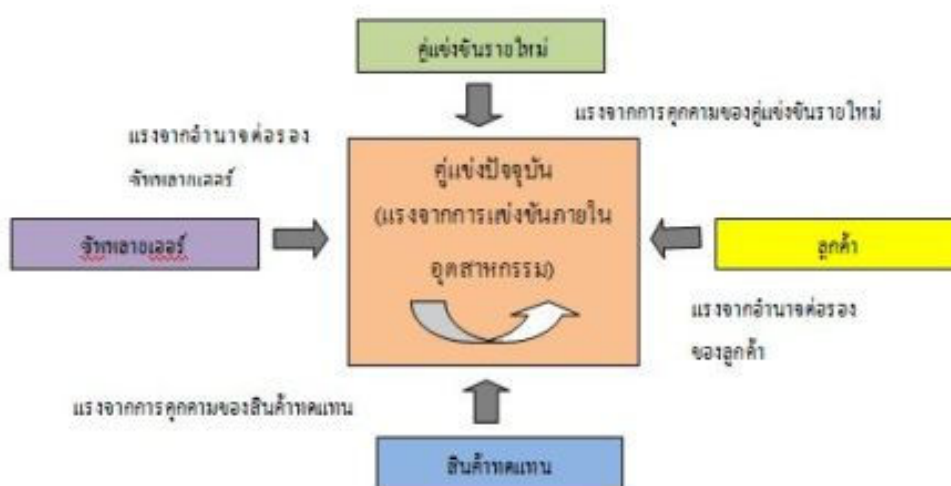 คู่แข่งขันรายใหม่
แรงจากการคุกคามของคู่แข่งขันรายใหม่
แรงจากอำนาจต่อรอง
ซัพพลายเออร์
คู่แข่งปัจจุบัน
(แรงจากการแข่งขันภายใน
อุตสาหกรรม)
ซัพพลายเออร์
ลูกค้า
แรงจากอำนาจต่อรอง
ของลูกค้า
แรงจากการคุกคามของสินค้าทดแทน
สินค้าทดแทน